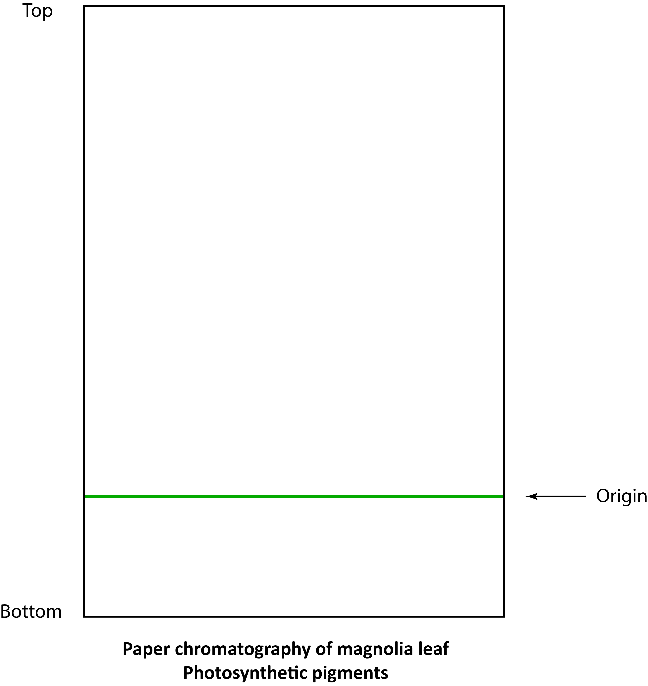 Top
Origin
Bottom
Paper chromatography of magnolia leaf
Photosynthetic pigments